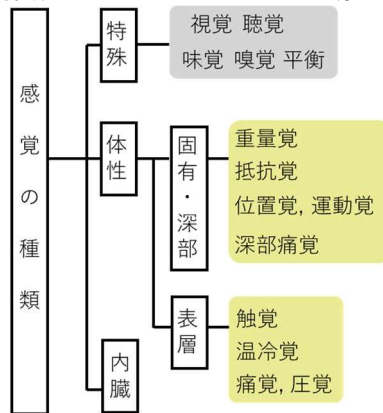 感覚の種類
特殊
視覚 聴覚
味覚 嗅覚 平衡
体性
固有・深部
重量覚
抵抗覚
位置覚, 運動覚
深部痛覚
表層
触覚
温冷覚
痛覚, 圧覚
内臓